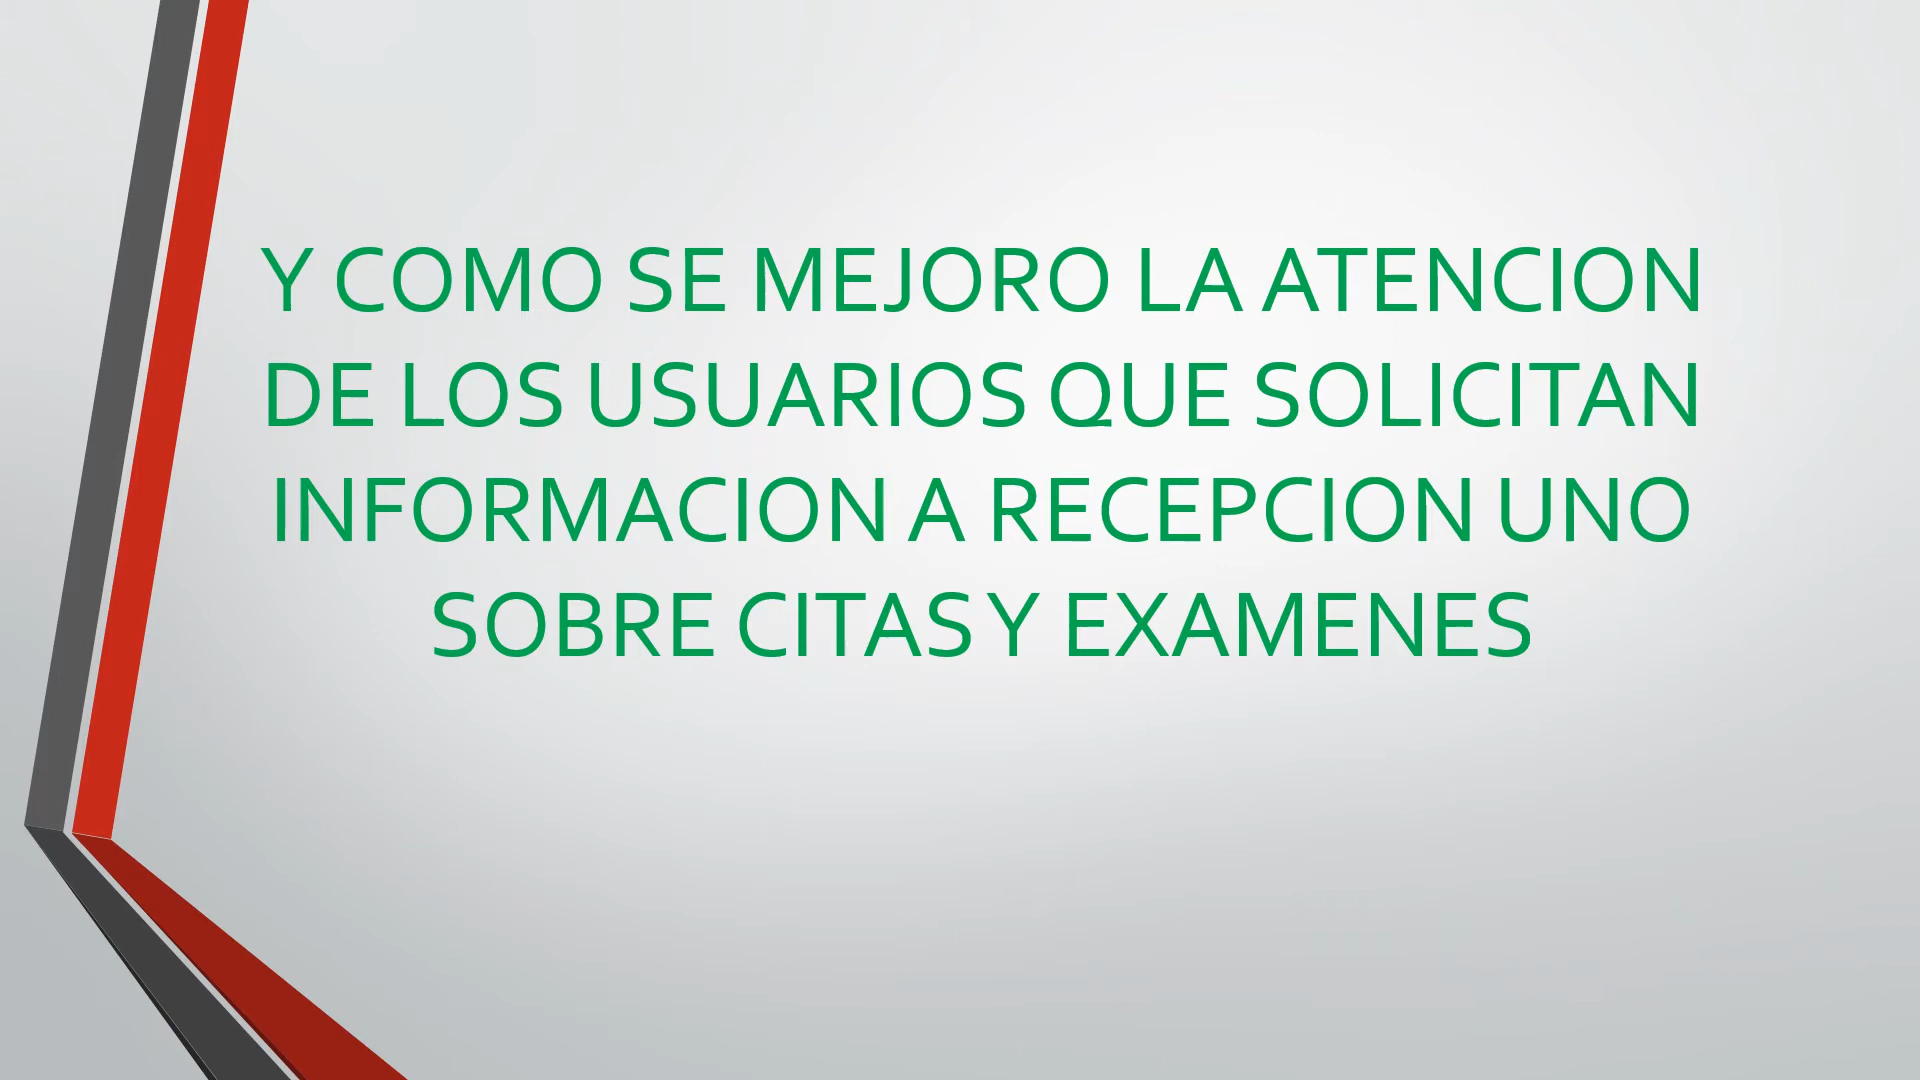 Y COMO SE MEJORO LA ATENCION
DE LOS USUARIOS QUE SOLICITAN
INFORMACION A RECEPCION UNO
SOBRE CITAS Y EXAMENES